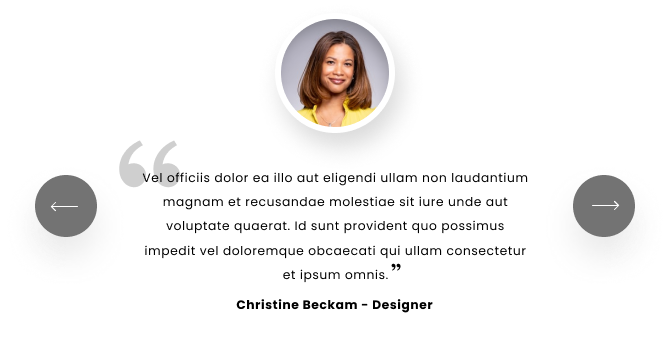 “
Vel officiis dolor ea illo aut eligendi ullam non laudantium
magnam et recusandae molestiae sit iure unde aut
voluptate quaerat. Id sunt provident quo possimus
impedit vel doloremque obcaecati qui ullam consectetur
et ipsum omnis.”
Christine Beckam - Designer